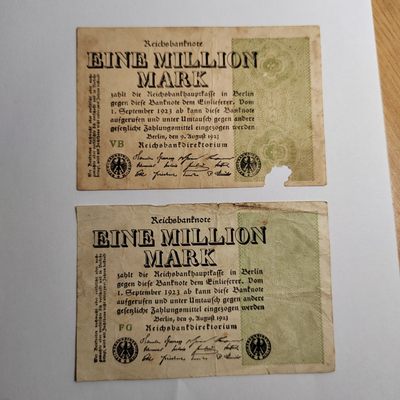 Reichsbanknote
EINE MILLION
MARK
zahlt die Reichsbankhauptkasse in Berlin
gegen diese Banknote dem Einlieferer. Vom
1. September 1923 ab kann diese Banknote
aufgerufen und unter Umtausch gegen andere
gesetzliche Zahlungsmittel eingezogen werden
Berlin, den 9. August 1923
VB Reichsbankdirektorium
Reichsbanknote
EINE MILLION
MARK
zahlt die Reichsbankhauptkasse in Berlin
gegen diese Banknote dem Einlieferer. Vom
1. September 1923 ab kann diese Banknote
aufgerufen und unter Umtausch gegen andere
gesetzliche Zahlungsmittel eingezogen werden
Berlin, den 9. August 1923
FG Reichsbankdirektorium